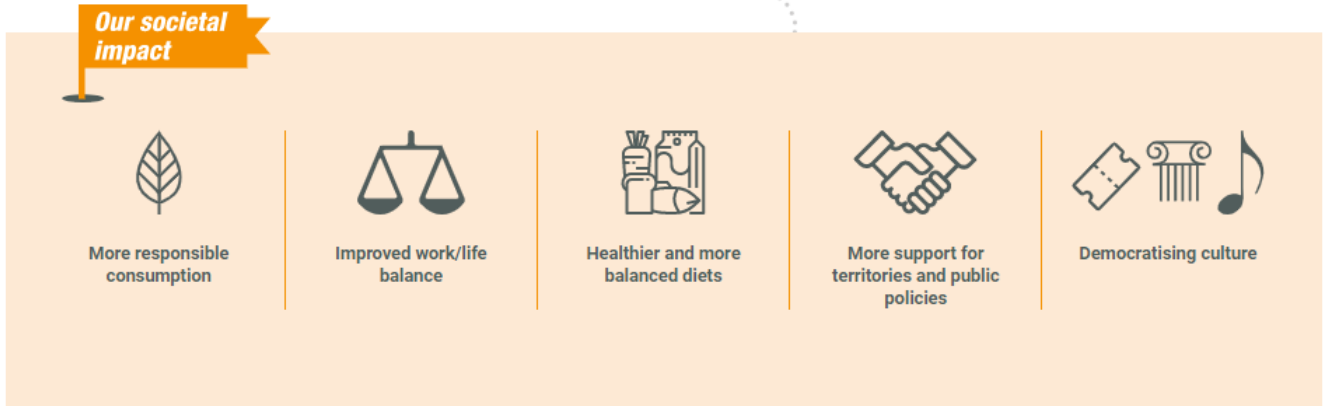 Our societal
impact
More responsible
consumption
Improved work/life
balance
Healthier and more
balanced diets
More support for
territories and public
policies
Democratising culture